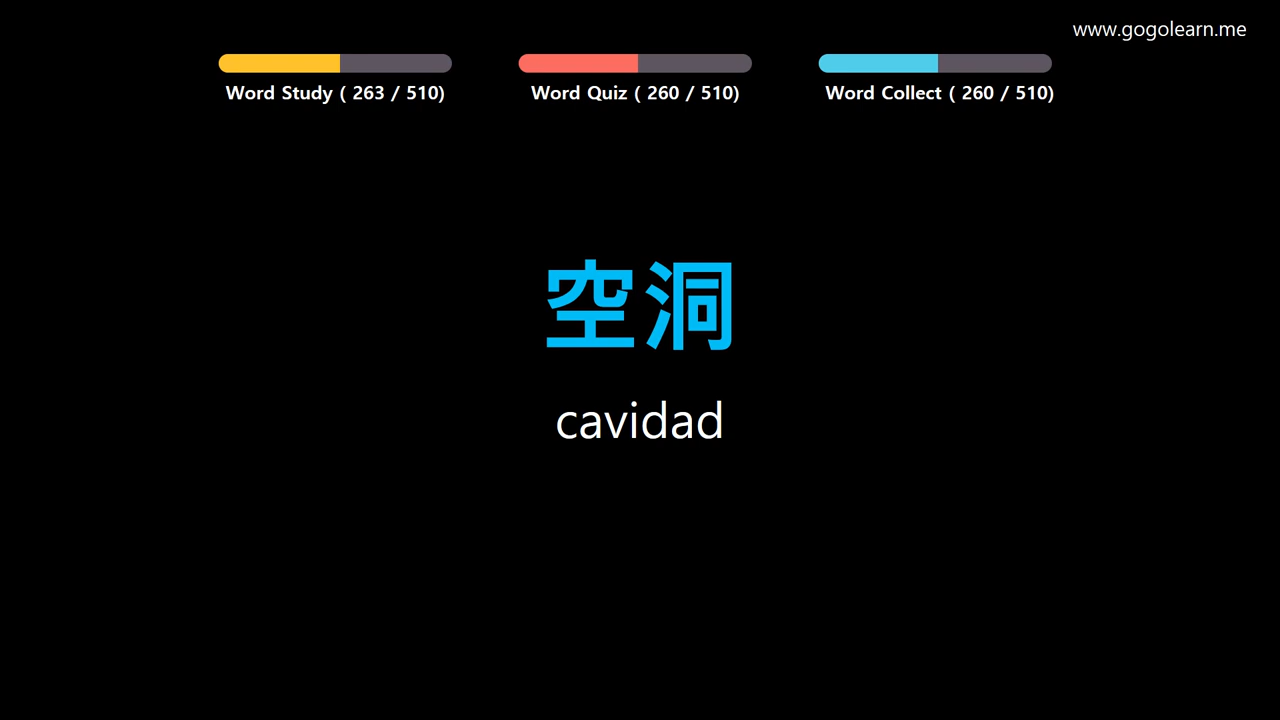 www.gogolearn.me
Word Study ( 263 / 510)
Word Quiz ( 260 / 510)
Word Collect ( 260 / 510)
空洞
cavidad